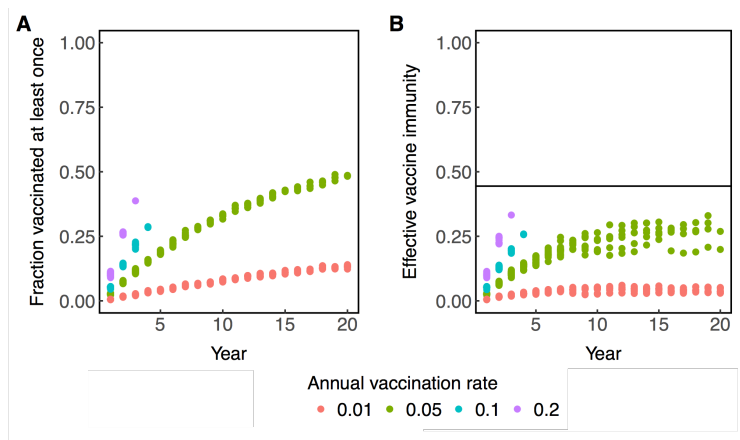 A
Fraction vaccinated at least once
1.00
0.75
0.50
0.25
0.00
5 10 15 20
Year
B
Effective vaccine immunity
1.00
0.75
0.50
0.25
0.00
5 10 15 20
Year
Annual vaccination rate
0.01 0.05 0.1 0.2